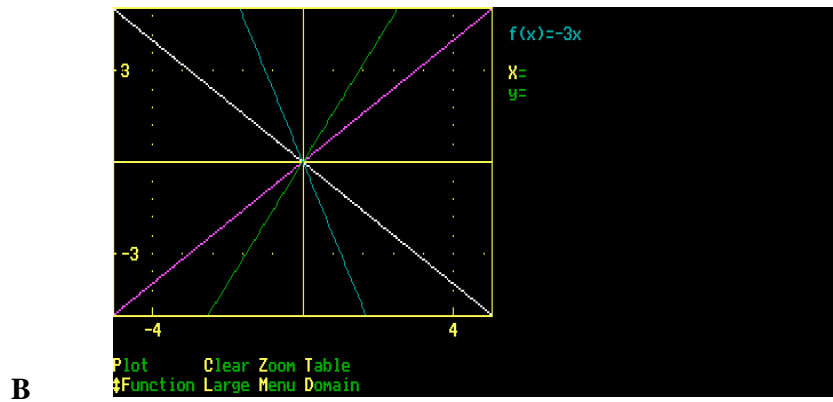 f(x)=-3x
3
X=
y=
-3
-4 4
Plot Clear Zoom Table
↕Function Large Menu Domain
B